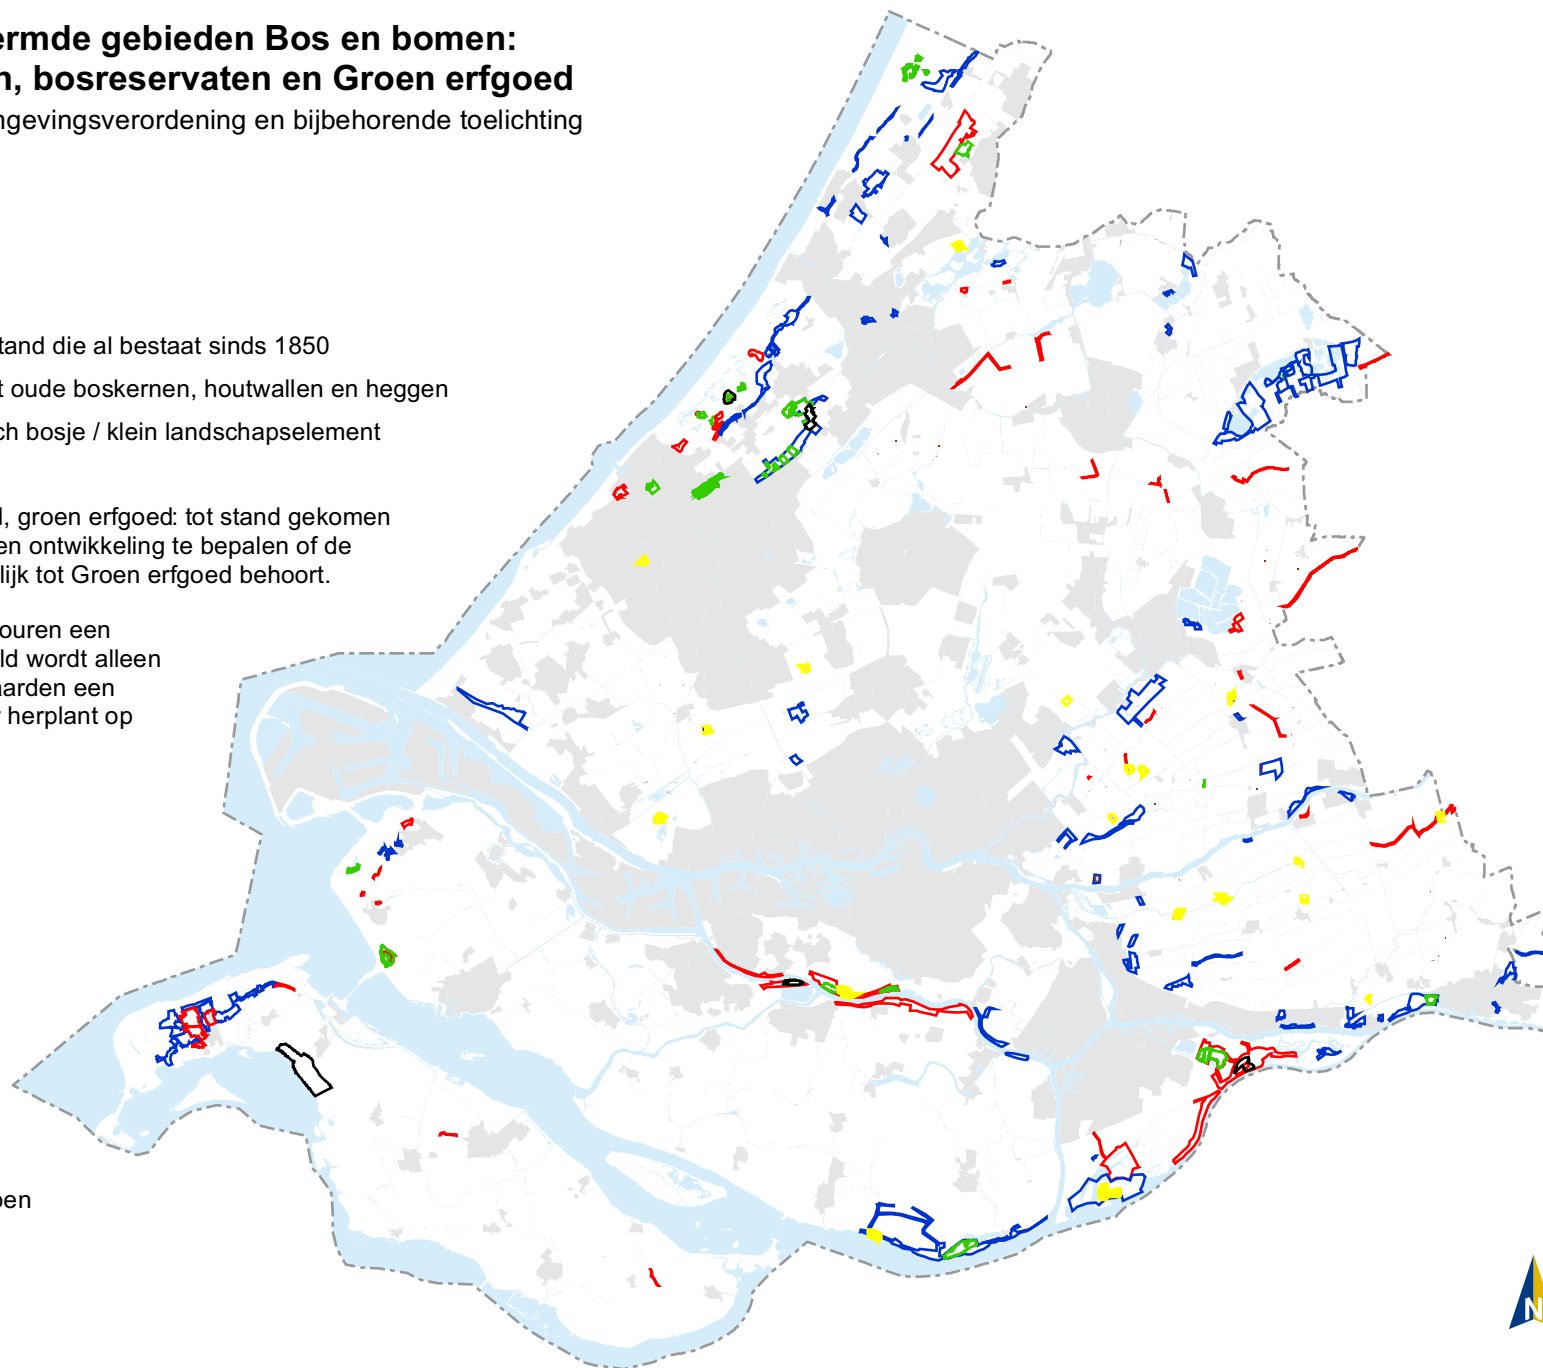 ermde gebieden Bos en bomen:
n, bosreservaten en Groen erfgoed
ngevingsverordening en bijbehorende toelichting
tand die al bestaat sinds 1850
t oude boskernen, houtwallen en heggen
ch bosje / klein landschapselement
l, groen erfgoed: tot stand gekomen
en ontwikkeling te bepalen of de
lijk tot Groen erfgoed behoort.
ouren een
ld wordt alleen
aarden een
r herplant op
pen
N